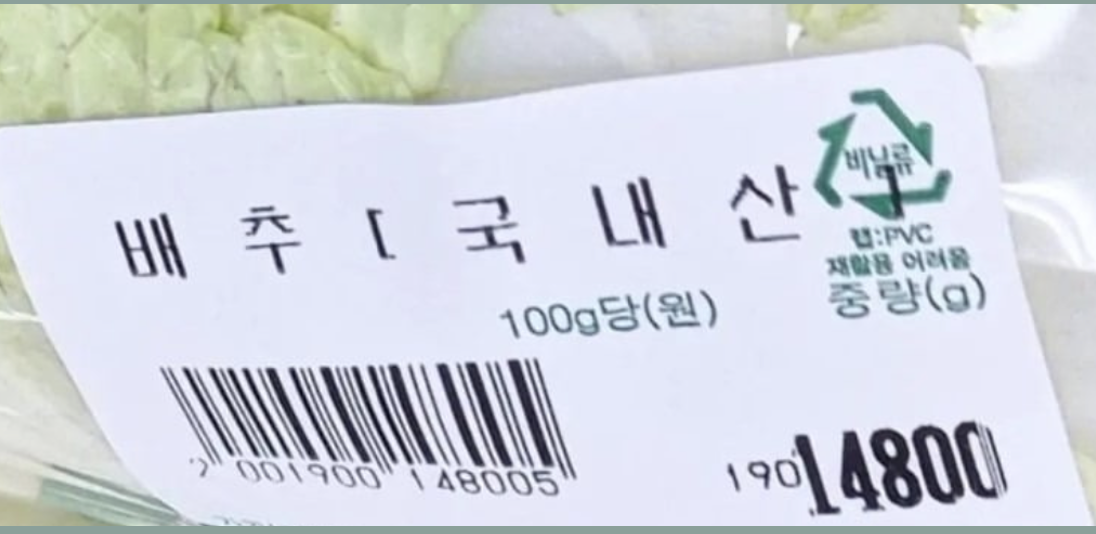 비닐류
배추[국내산]
랩:PVC
재활용 어려움
100g당(원)
중량(g)
2 001900 148005
190
14800